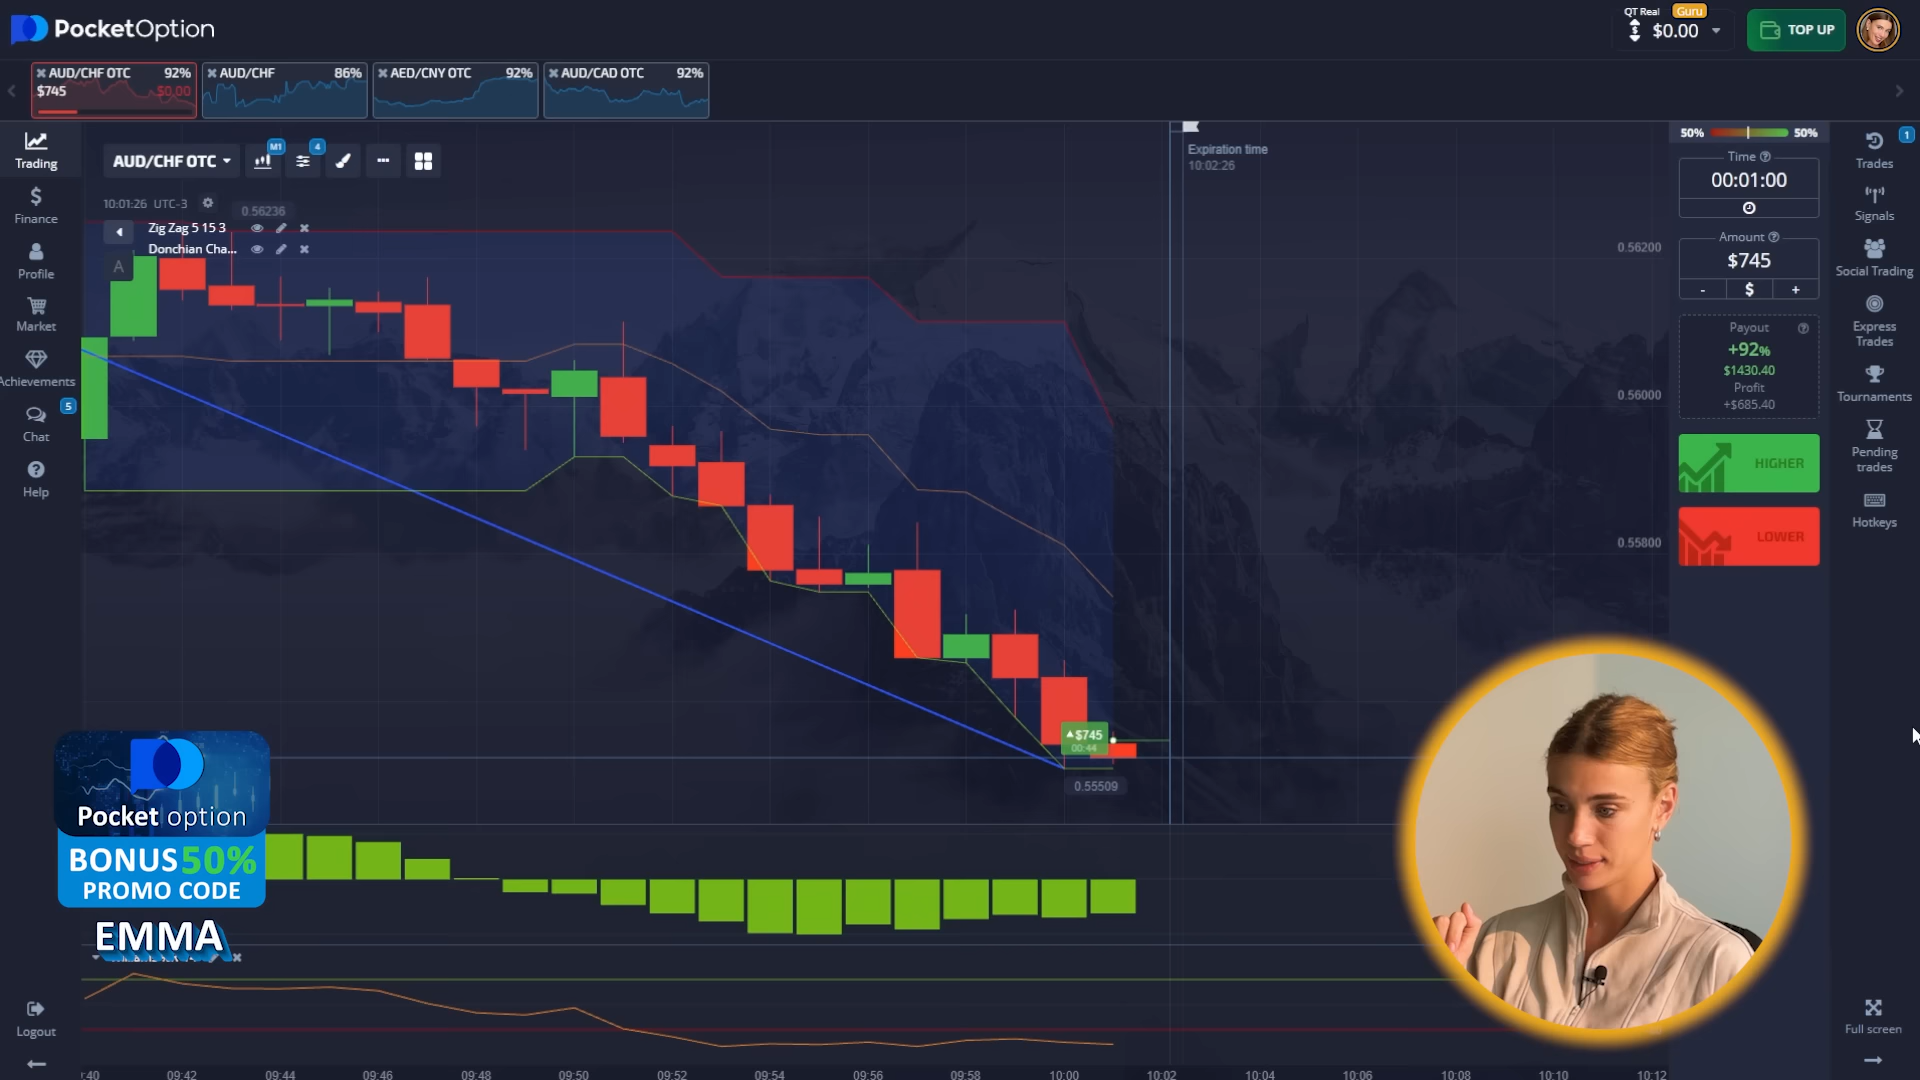 PocketOption
QT Real
Guru
$0.00
TOP UP
AUD/CHF OTC
92%
$745
$0.00
AUD/CHF
86%
AED/CNY OTC
92%
AUD/CAD OTC
92%
Trading
Finance
Profile
Market
Achievements
5
Chat
Help
Logout
AUD/CHF OTC
M1
4
10:01:26 UTC-3
0.56236
Zig Zag 5 15 3
Donchian Cha...
A
Expiration time
10:02:26
0.56200
0.56000
0.55800
$745
00:44
0.55509
Pocket option
BONUS 50%
PROMO CODE
EMMA
:40
09:42
09:44
09:46
09:48
09:50
09:52
09:54
09:56
09:58
10:00
10:02
10:04
10:06
10:08
10:10
10:12
50%
50%
Time
00:01:00
Amount
$745
-
$
+
Payout
+92%
$1430.40
Profit
+$685.40
HIGHER
LOWER
1
Trades
Signals
Social Trading
Express
Trades
Tournaments
Pending
trades
Hotkeys
Full screen